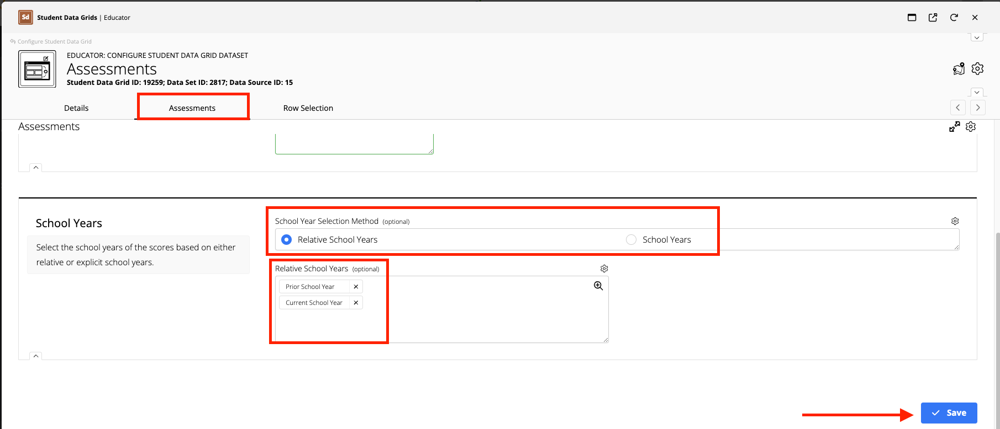 Sd Student Data Grids | Educator
Configure Student Data Grid
EDUCATOR: CONFIGURE STUDENT DATA GRID DATASET
Assessments
Student Data Grid ID: 19259; Data Set ID: 2817; Data Source ID: 15
Details Assessments Row Selection
Assessments
School Years
Select the school years of the scores based on either
relative or explicit school years.
School Year Selection Method (optional)
Relative School Years School Years
Relative School Years (optional)
Prior School Year
Current School Year
Save